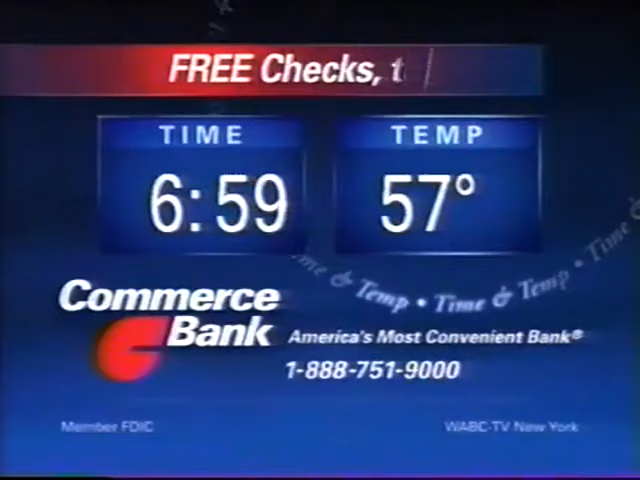 FREE Checks, t
TIME
TEMP
6:59
57°
Time & Temp • Time & Temp • Time &
Commerce
Bank
America's Most Convenient Bank®
1-888-751-9000
Member FDIC
WABC-TV New York